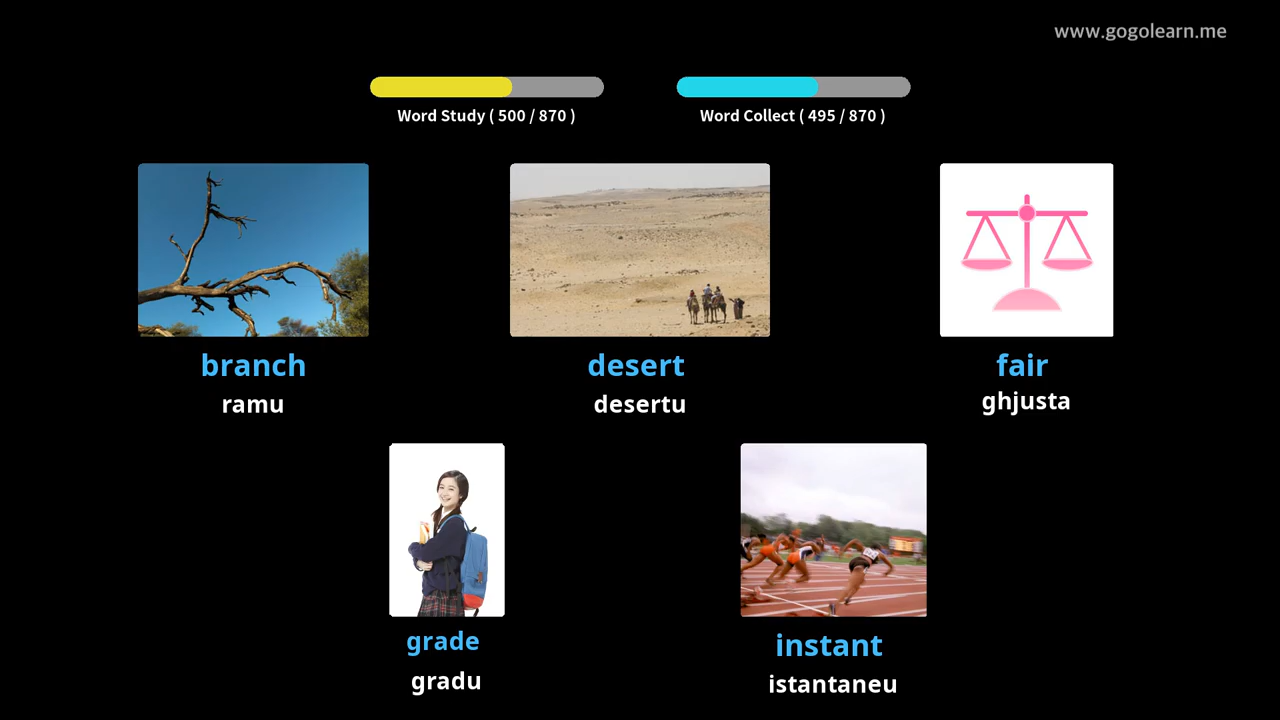 www.gogolearn.me
Word Study ( 500 / 870 )
Word Collect ( 495 / 870 )
branch
ramu
desert
desertu
fair
ghjusta
grade
gradu
instant
istantaneu